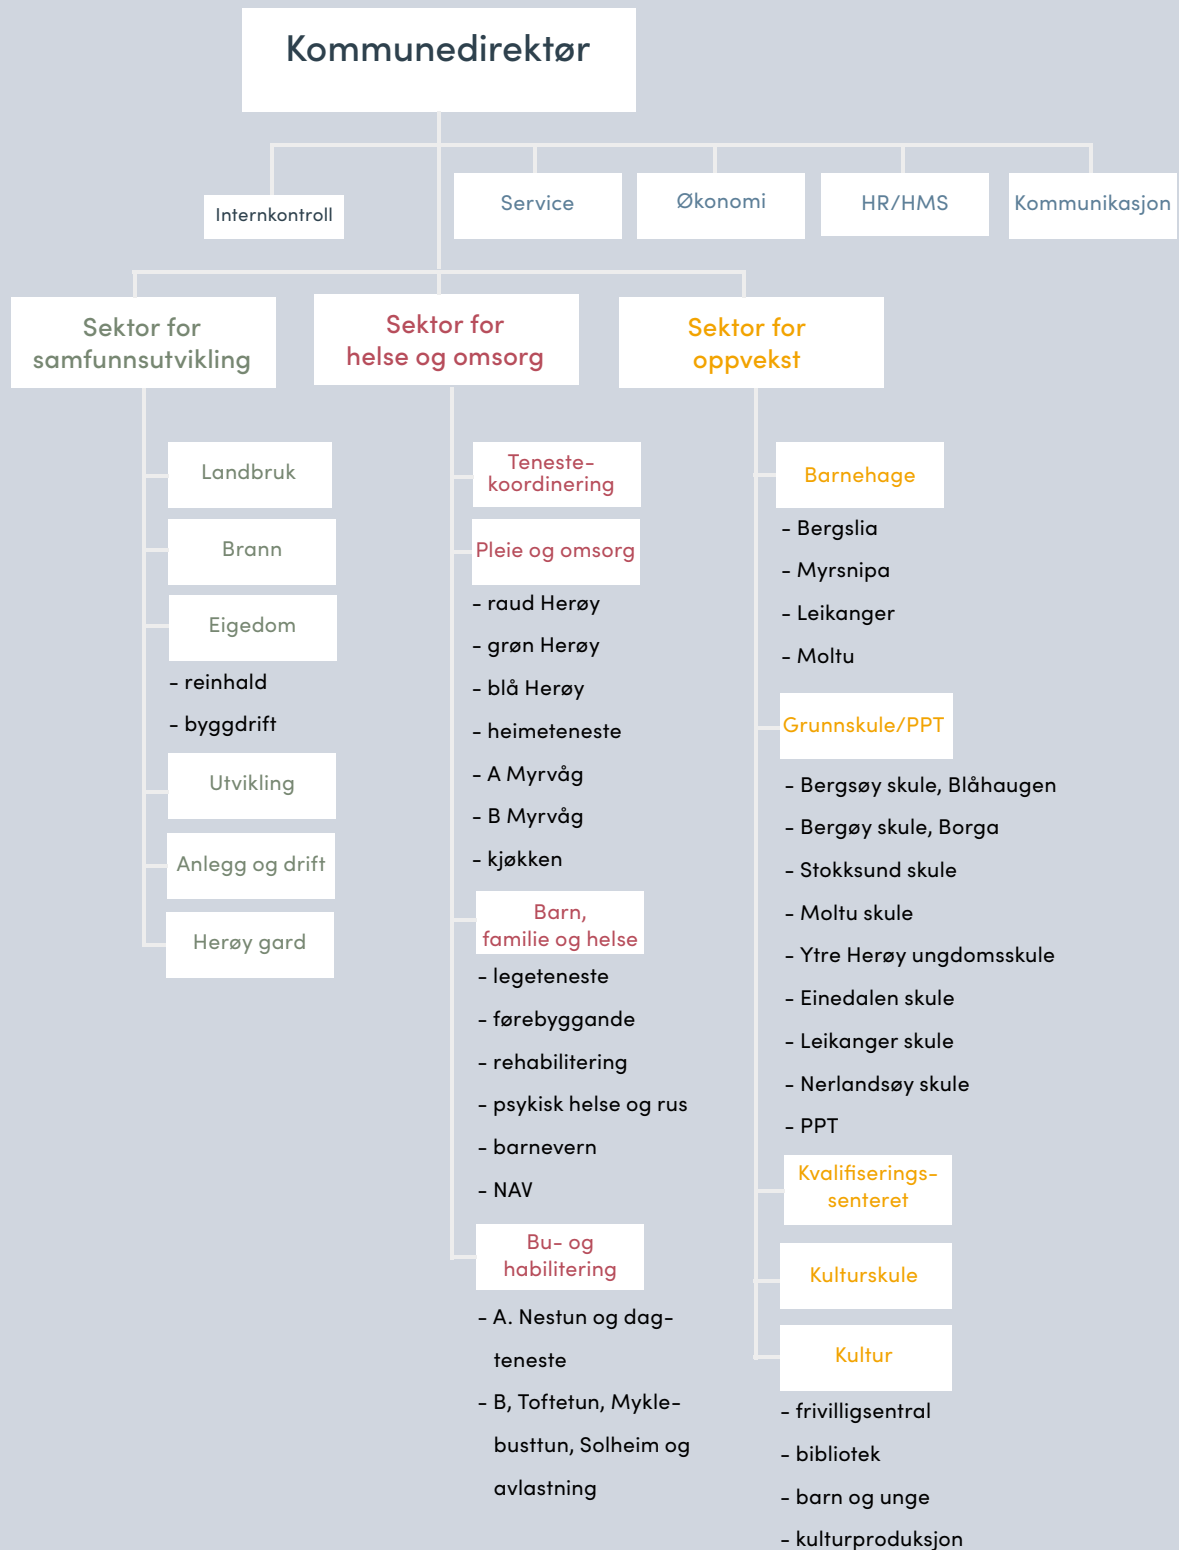 Kommunedirektør
Internkontroll
Service
Økonomi
HR/HMS
Kommunikasjon
Sektor for
samfunnsutvikling
Landbruk
Brann
Eigedom
- reinhald
- byggdrift
Utvikling
Anlegg og drift
Herøy gard
Sektor for
helse og omsorg
Teneste-
koordinering
Pleie og omsorg
- raud Herøy
- grøn Herøy
- blå Herøy
- heimeteneste
- A Myrvåg
- B Myrvåg
- kjøkken
Barn,
familie og helse
- legeteneste
- førebyggande
- rehabilitering
- psykisk helse og rus
- barnevern
- NAV
Bu- og
habilitering
- A. Nestun og dag-
teneste
- B, Toftetun, Mykle-
busttun, Solheim og
avlastning
Sektor for
oppvekst
Barnehage
- Bergslia
- Myrsnipa
- Leikanger
- Moltu
Grunnskule/PPT
- Bergsøy skule, Blåhaugen
- Bergøy skule, Borga
- Stokksund skule
- Moltu skule
- Ytre Herøy ungdomsskule
- Einedalen skule
- Leikanger skule
- Nerlandsøy skule
- PPT
Kvalifiserings-
senteret
Kulturskule
Kultur
- frivilligsentral
- bibliotek
- barn og unge
- kulturproduksjon